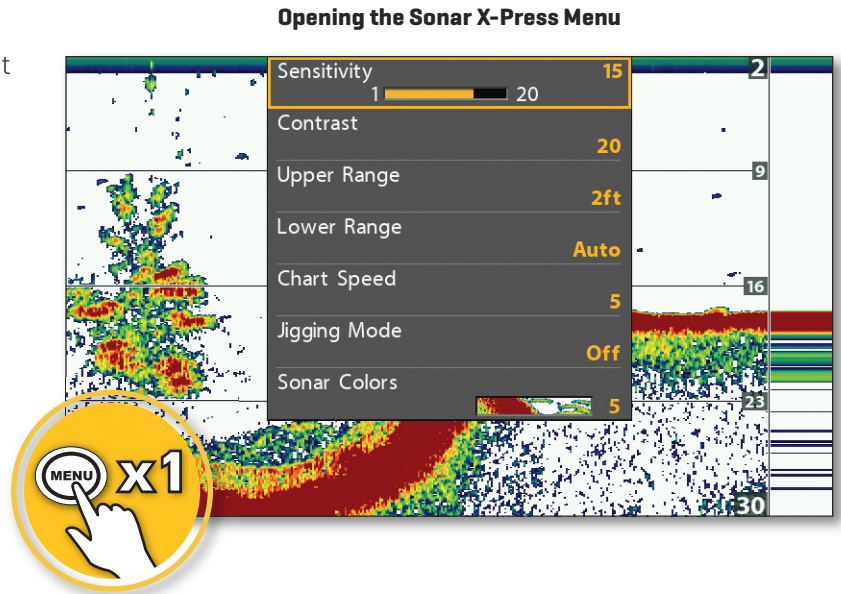 Opening the Sonar X-Press Menu
t
Sensitivity 15
1 20
Contrast
20
Upper Range
2ft
Lower Range
Auto
Chart Speed
5
Jigging Mode
Off
Sonar Colors
5
2
9
16
23
30
MENU x1